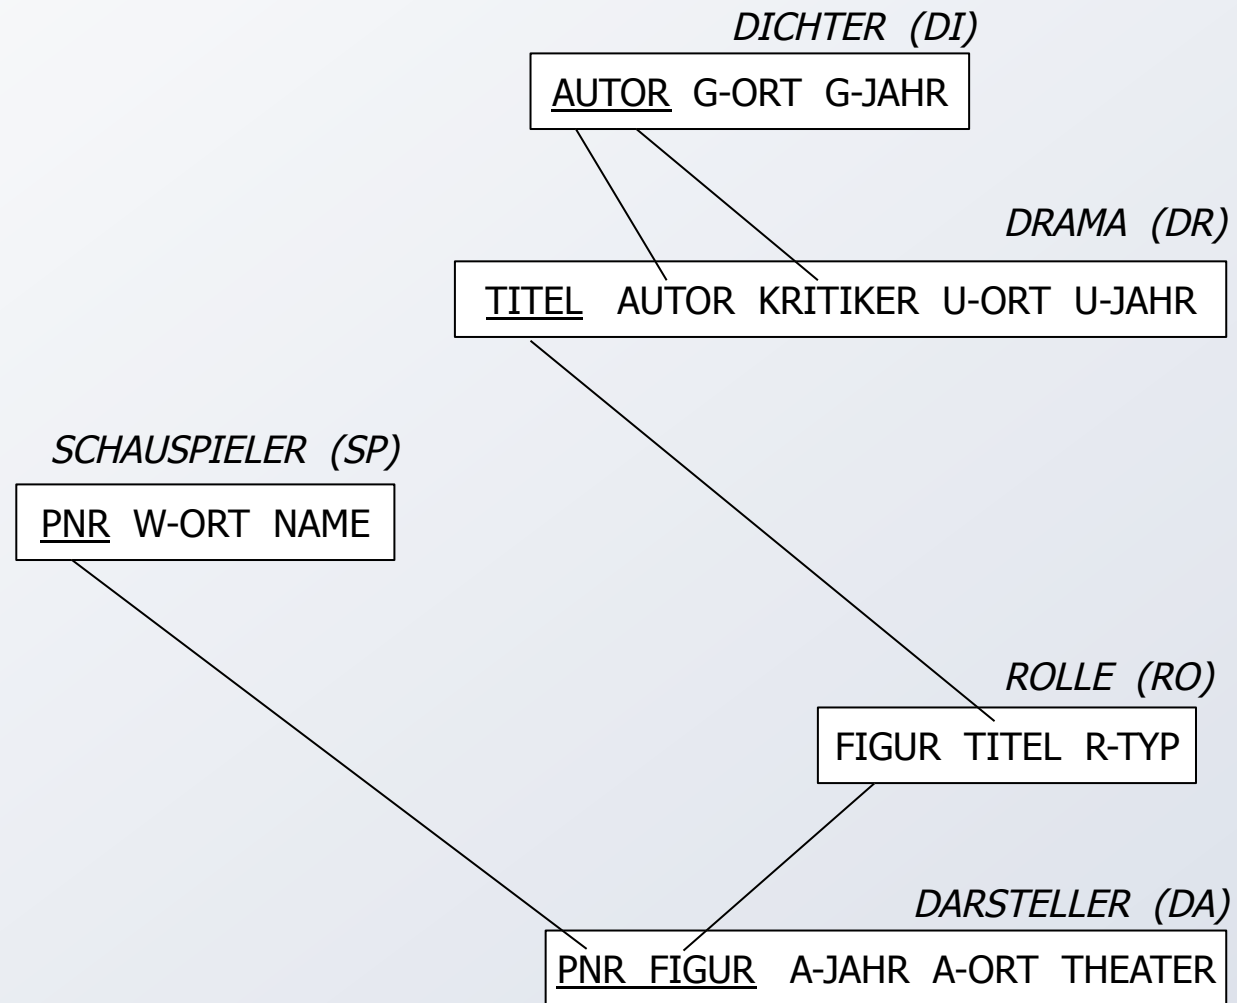 DICHTER (DI)
AUTOR G-ORT G-JAHR
DRAMA (DR)
TITEL AUTOR KRITIKER U-ORT U-JAHR
SCHAUSPIELER (SP)
PNR W-ORT NAME
ROLLE (RO)
FIGUR TITEL R-TYP
DARSTELLER (DA)
PNR FIGUR A-JAHR A-ORT THEATER